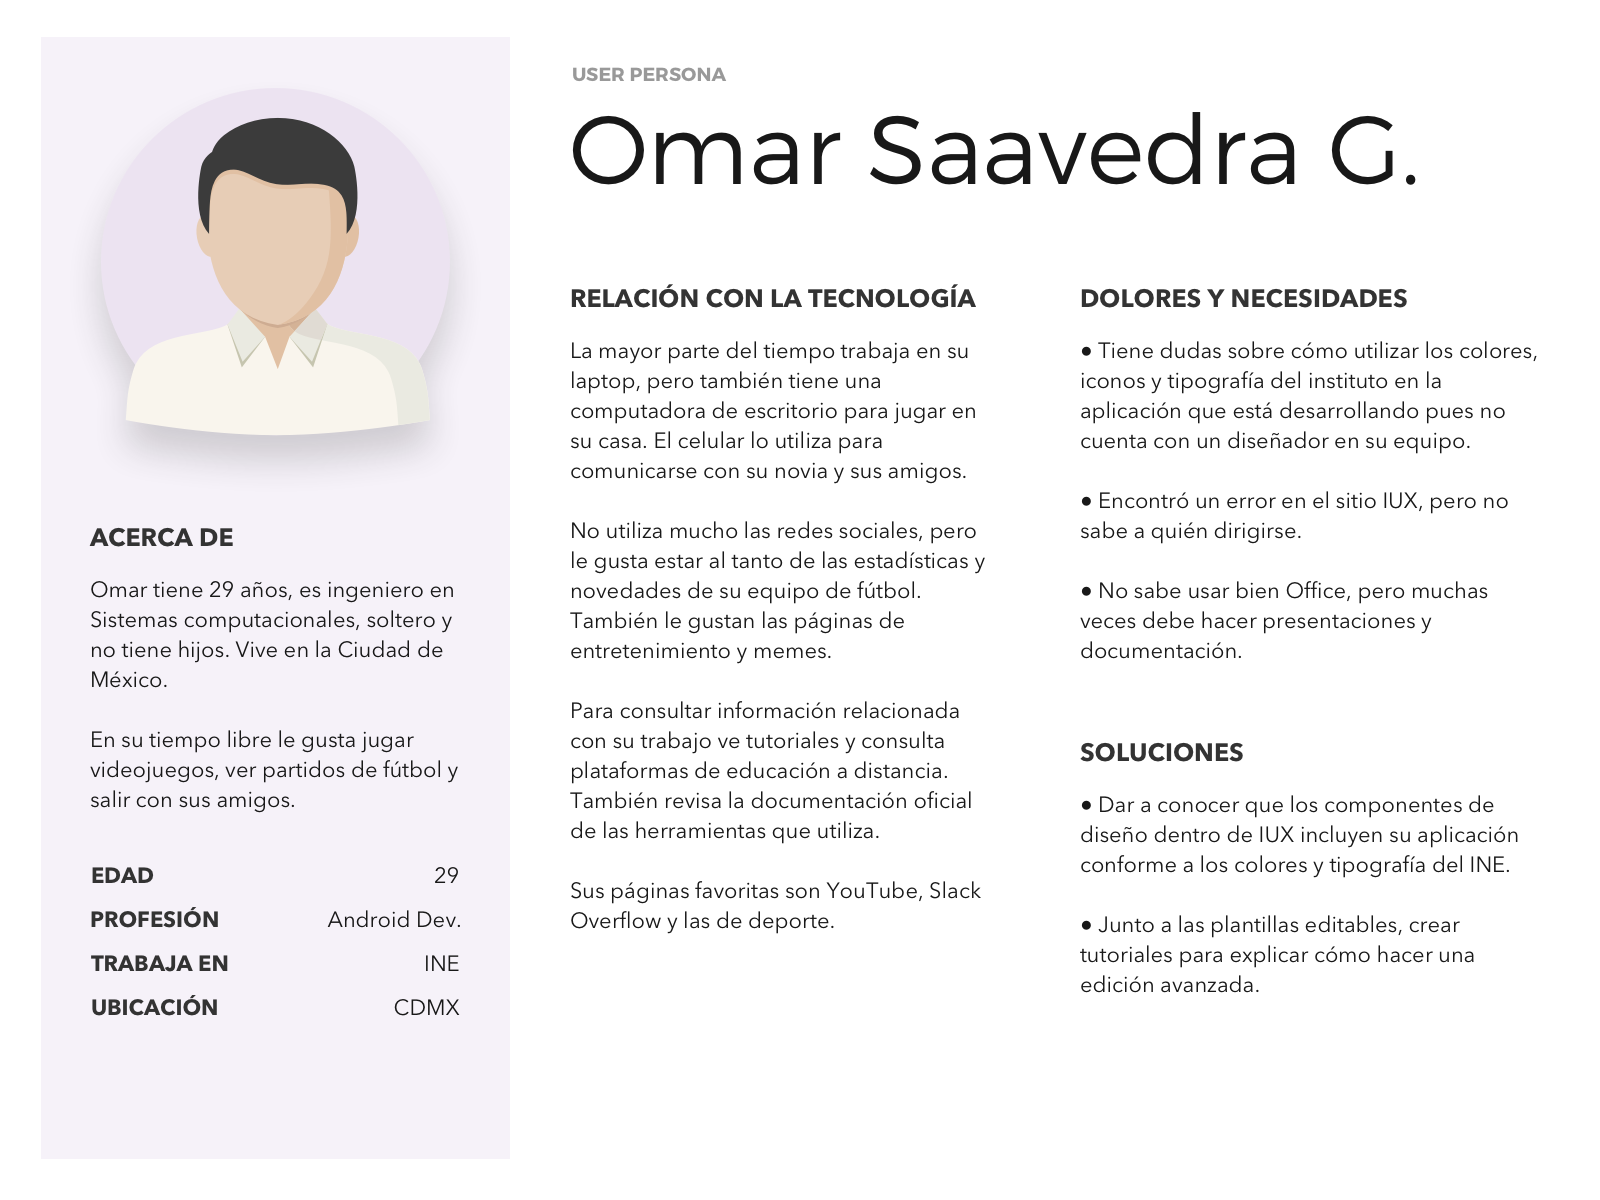 USER PERSONA
Omar Saavedra G.
ACERCA DE
Omar tiene 29 años, es ingeniero en
Sistemas computacionales, soltero y
no tiene hijos. Vive en la Ciudad de
México.
En su tiempo libre le gusta jugar
videojuegos, ver partidos de fútbol y
salir con sus amigos.
EDAD 29
PROFESIÓN Android Dev.
TRABAJA EN INE
UBICACIÓN CDMX
RELACIÓN CON LA TECNOLOGÍA
La mayor parte del tiempo trabaja en su
laptop, pero también tiene una
computadora de escritorio para jugar en
su casa. El celular lo utiliza para
comunicarse con su novia y sus amigos.
No utiliza mucho las redes sociales, pero
le gusta estar al tanto de las estadísticas y
novedades de su equipo de fútbol.
También le gustan las páginas de
entretenimiento y memes.
Para consultar información relacionada
con su trabajo ve tutoriales y consulta
plataformas de educación a distancia.
También revisa la documentación oficial
de las herramientas que utiliza.
Sus páginas favoritas son YouTube, Slack
Overflow y las de deporte.
DOLORES Y NECESIDADES
● Tiene dudas sobre cómo utilizar los colores,
iconos y tipografía del instituto en la
aplicación que está desarrollando pues no
cuenta con un diseñador en su equipo.
● Encontró un error en el sitio IUX, pero no
sabe a quién dirigirse.
● No sabe usar bien Office, pero muchas
veces debe hacer presentaciones y
documentación.
SOLUCIONES
● Dar a conocer que los componentes de
diseño dentro de IUX incluyen su aplicación
conforme a los colores y tipografía del INE.
● Junto a las plantillas editables, crear
tutoriales para explicar cómo hacer una
edición avanzada.